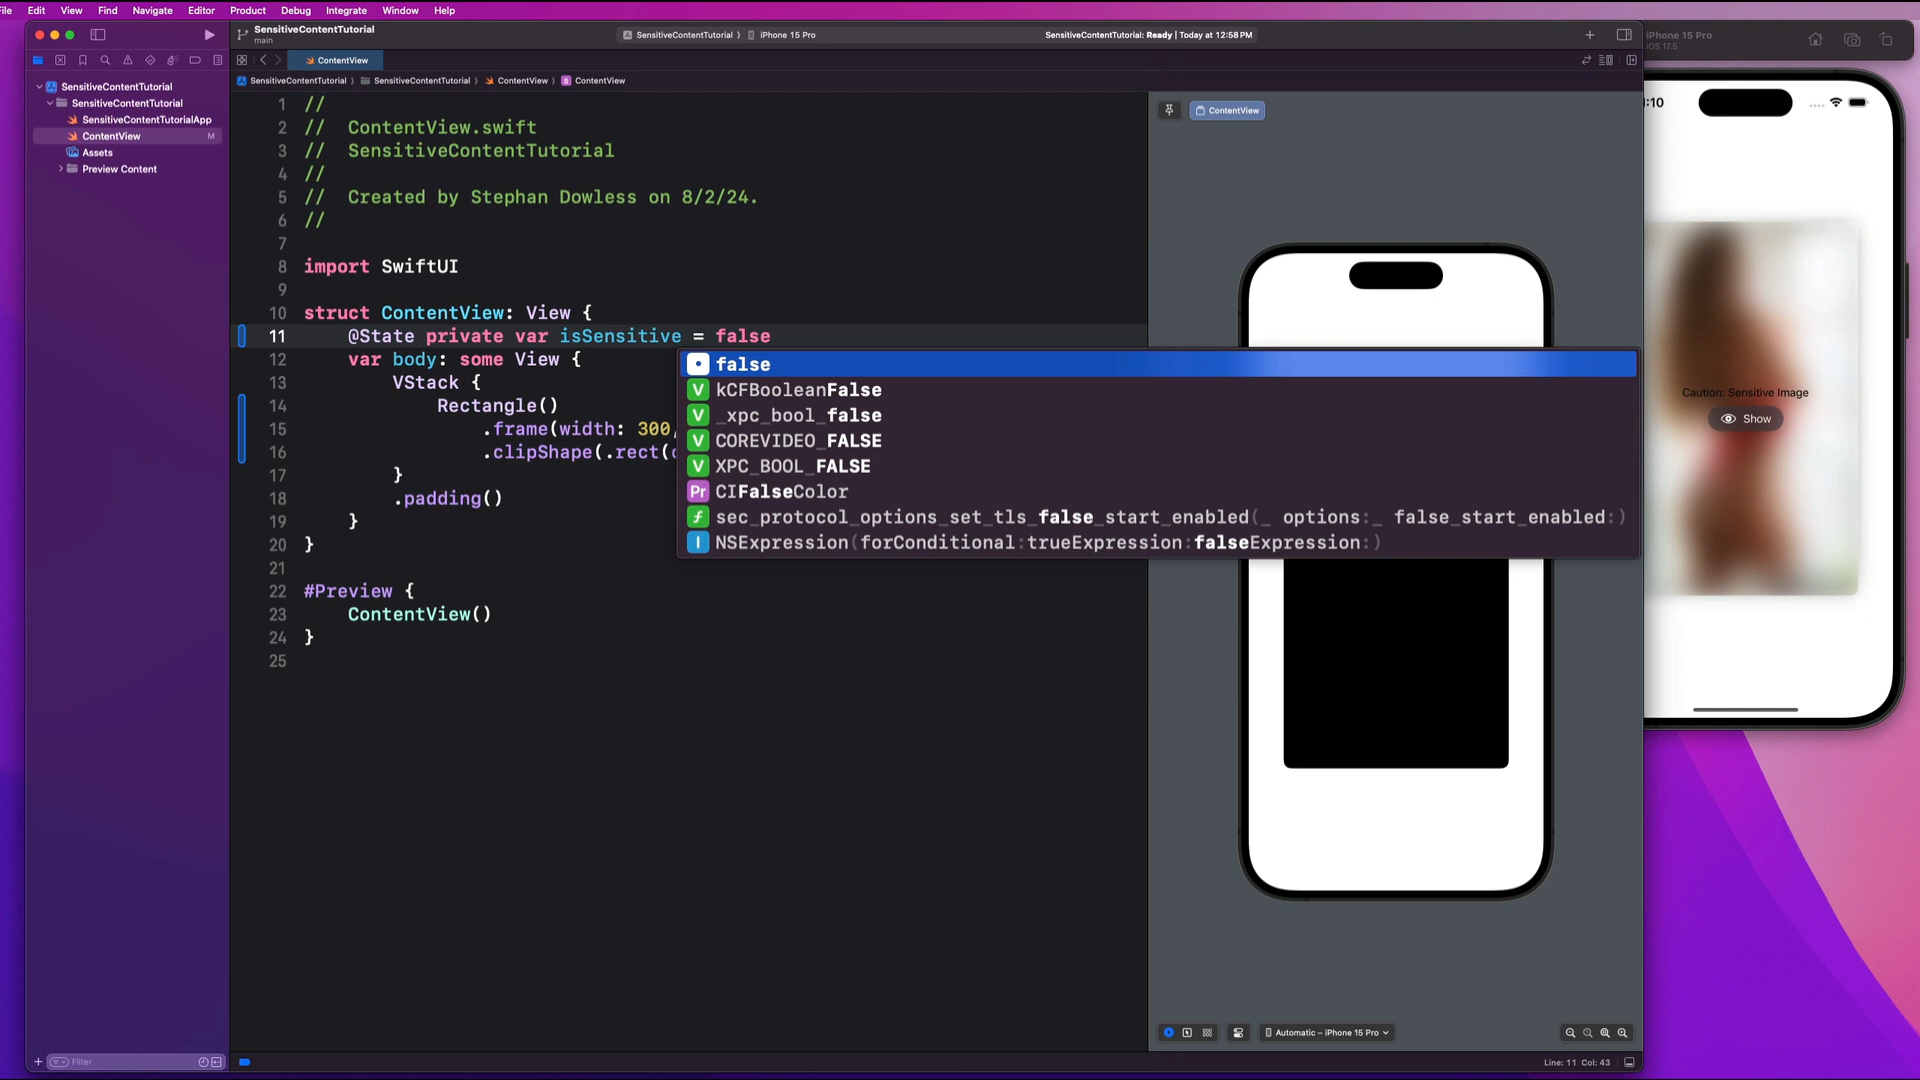 File Edit View Find Navigate Editor Product Debug Integrate Window Help
SensitiveContentTutorial
main
SensitiveContentTutorial iPhone 15 Pro
SensitiveContentTutorial: Ready | Today at 12:58 PM
iPhone 15 Pro
iOS 17.5
ContentView
SensitiveContentTutorial SensitiveContentTutorial ContentView ContentView
SensitiveContentTutorial
SensitiveContentTutorial
SensitiveContentTutorialApp
ContentView M
Assets
Preview Content
1 //
2 // ContentView.swift
3 // SensitiveContentTutorial
4 //
5 // Created by Stephan Dowless on 8/2/24.
6 //
7
8 import SwiftUI
9
10 struct ContentView: View {
11 @State private var isSensitive = false
12 var body: some View {
13 VStack {
14 Rectangle()
15 .frame(width: 300,
16 .clipShape(.rect(
17 }
18 .padding()
19 }
20 }
21
22 #Preview {
23 ContentView()
24 }
25
false
kCFBooleanFalse
_xpc_bool_false
COREVIDEO_FALSE
XPC_BOOL_FALSE
Pr CIFalseColor
sec_protocol_options_set_tls_false_start_enabled(_ options:_ false_start_enabled:)
NSExpression(forConditional:trueExpression:falseExpression:)
ContentView
:10
Caution: Sensitive Image
Show
Automatic – iPhone 15 Pro
Filter
Line: 11 Col: 43